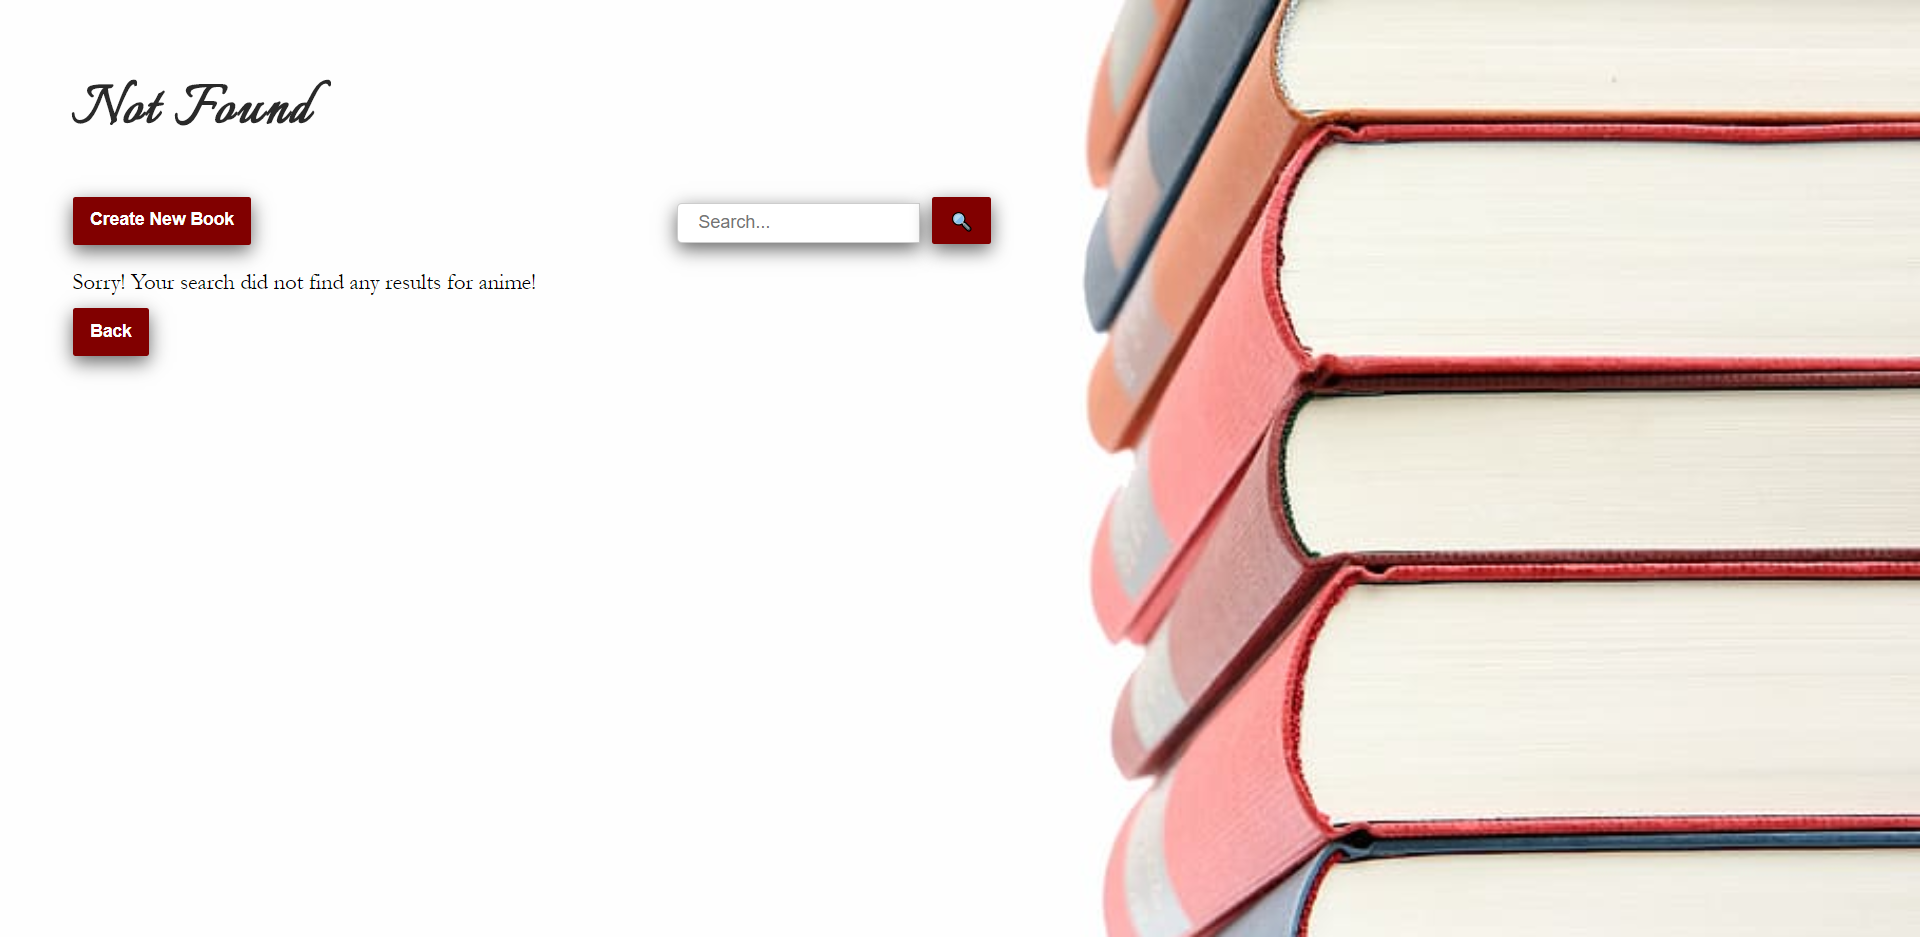 Not Found
Create New Book
Search...
Sorry! Your search did not find any results for anime!
Back